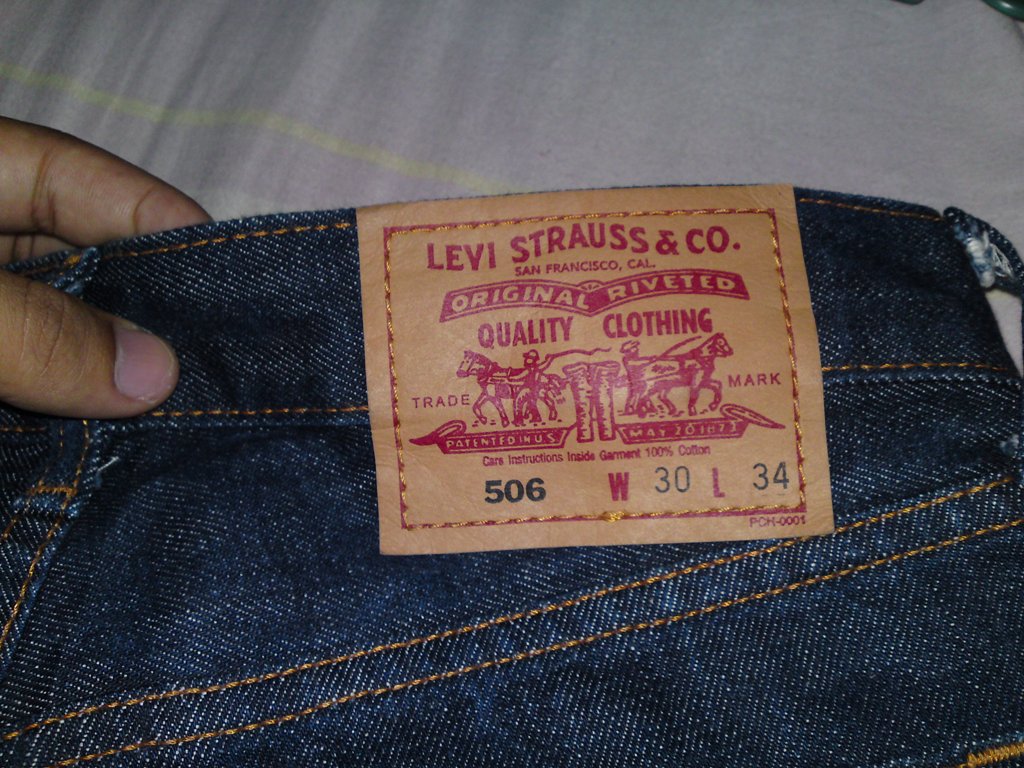 LEVI STRAUSS & CO.
SAN FRANCISCO, CAL.
ORIGINAL RIVETED
QUALITY CLOTHING
TRADE MARK
PATENTED IN U S MAY 20 1873
Care Instructions Inside Garment 100% Cotton
506 W 30 L 34
PCH-0001